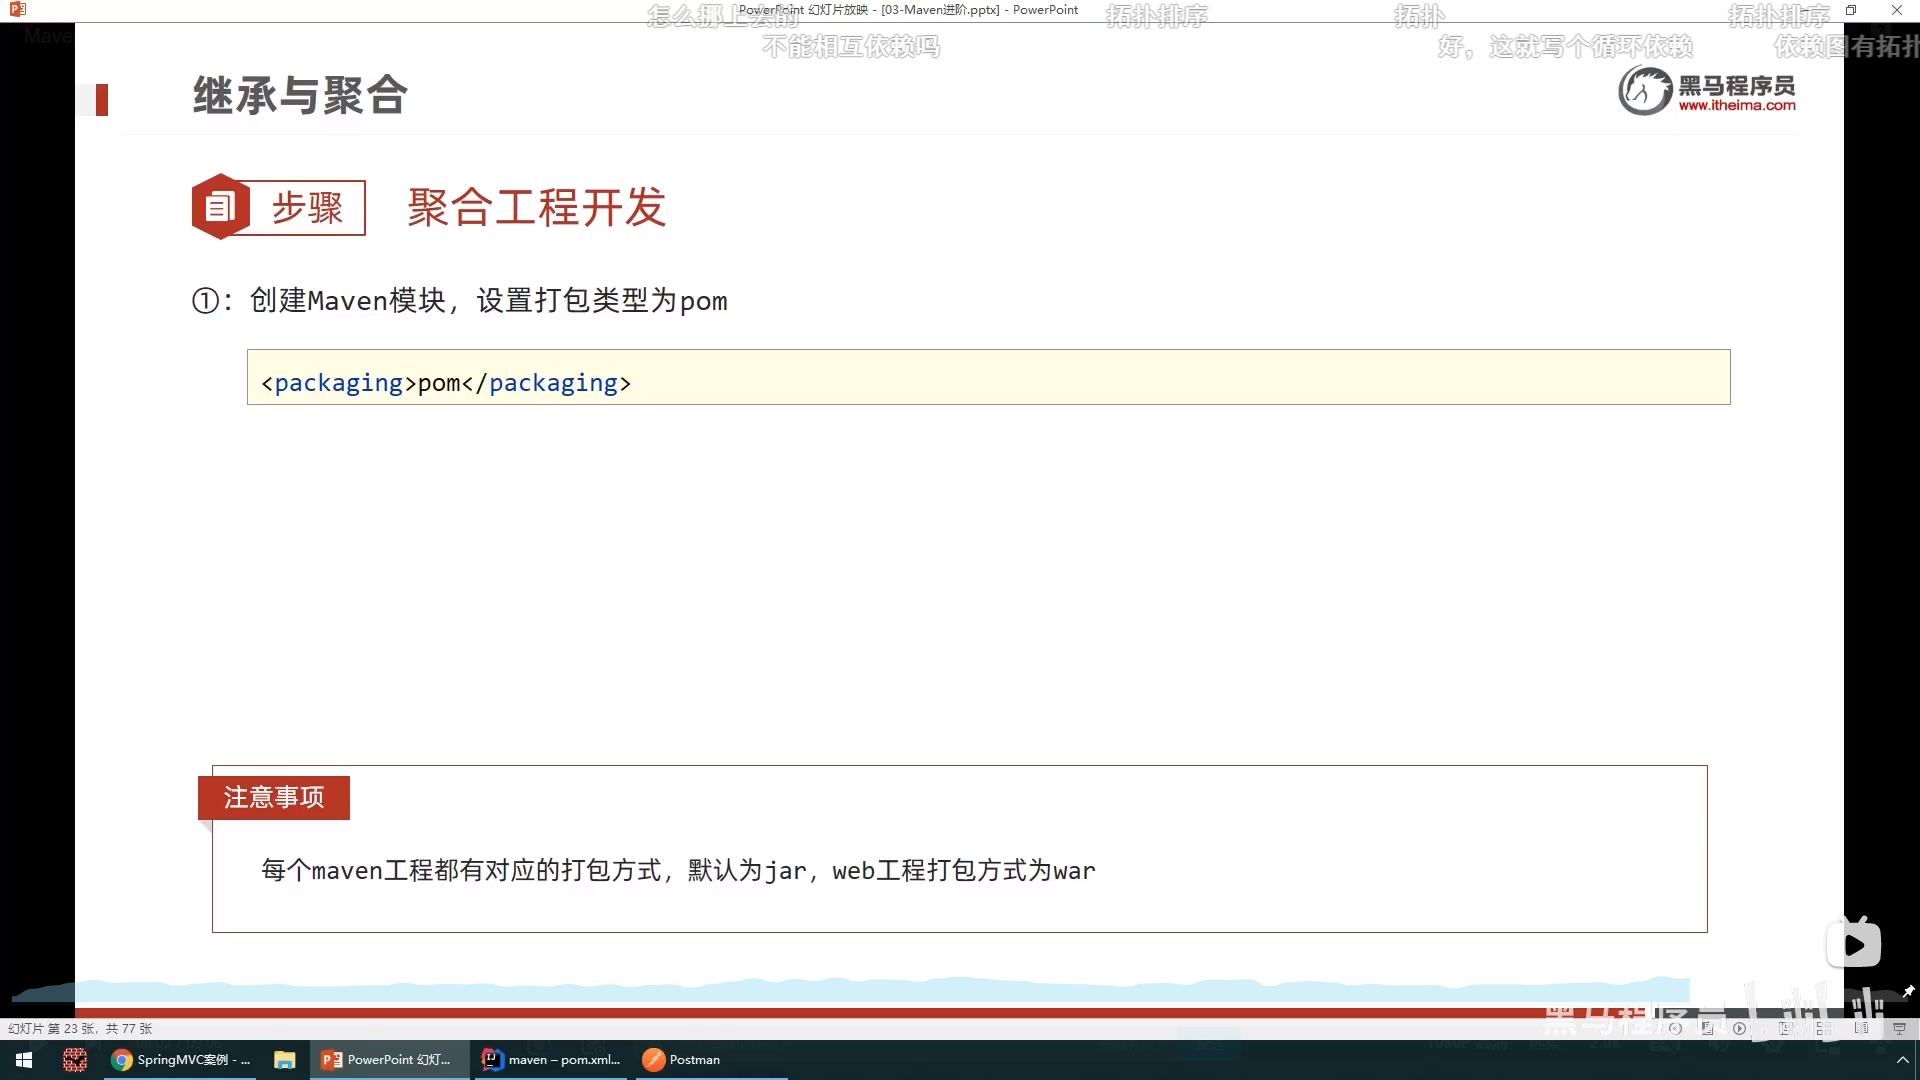 PowerPoint 幻灯片放映 - [03-Maven进阶.pptx] - PowerPoint
怎么挪上去的
拓扑排序
拓扑
拓扑排序
Maven
不能相互依赖吗
好，这就写个循环依赖
依赖图有拓扑
继承与聚合
黑马程序员
www.itheima.com
步骤
聚合工程开发
①：创建Maven模块，设置打包类型为pom
<packaging>pom</packaging>
注意事项
每个maven工程都有对应的打包方式，默认为jar，web工程打包方式为war
黑马程序员
幻灯片 第 23 张，共 77 张
SpringMVC案例 - ...
PowerPoint 幻灯...
maven – pom.xml...
Postman